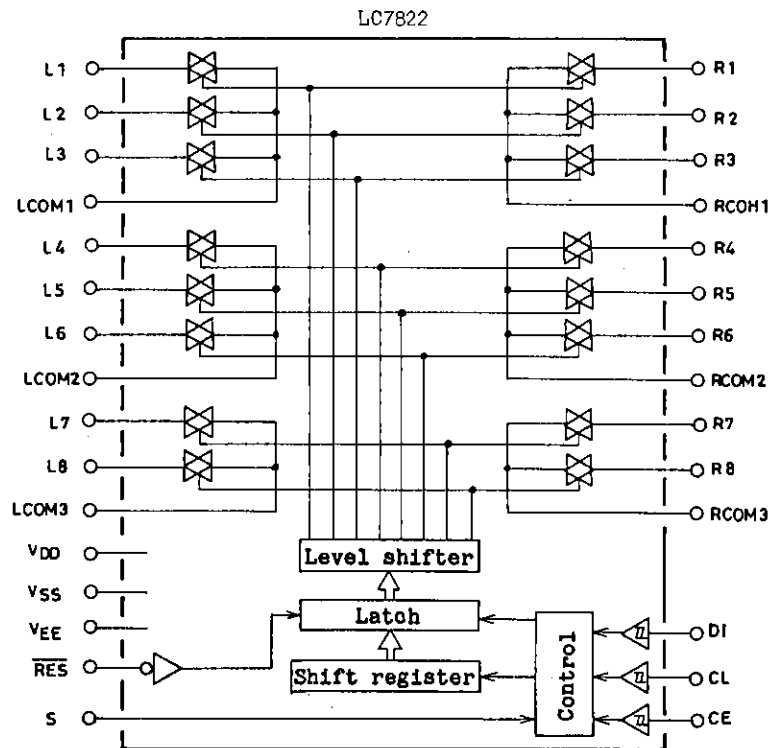 LC7822
L1 R1
L2 R2
L3 R3
LCOM1 RCOH1
L4 R4
L5 R5
L6 R6
LCOM2 RCOM2
L7 R7
L8 R8
LCOM3 RCOM3
VDD
Level shifter
VSS
Latch
VEE
DI
RES
Shift register
Control
CL
S
CE